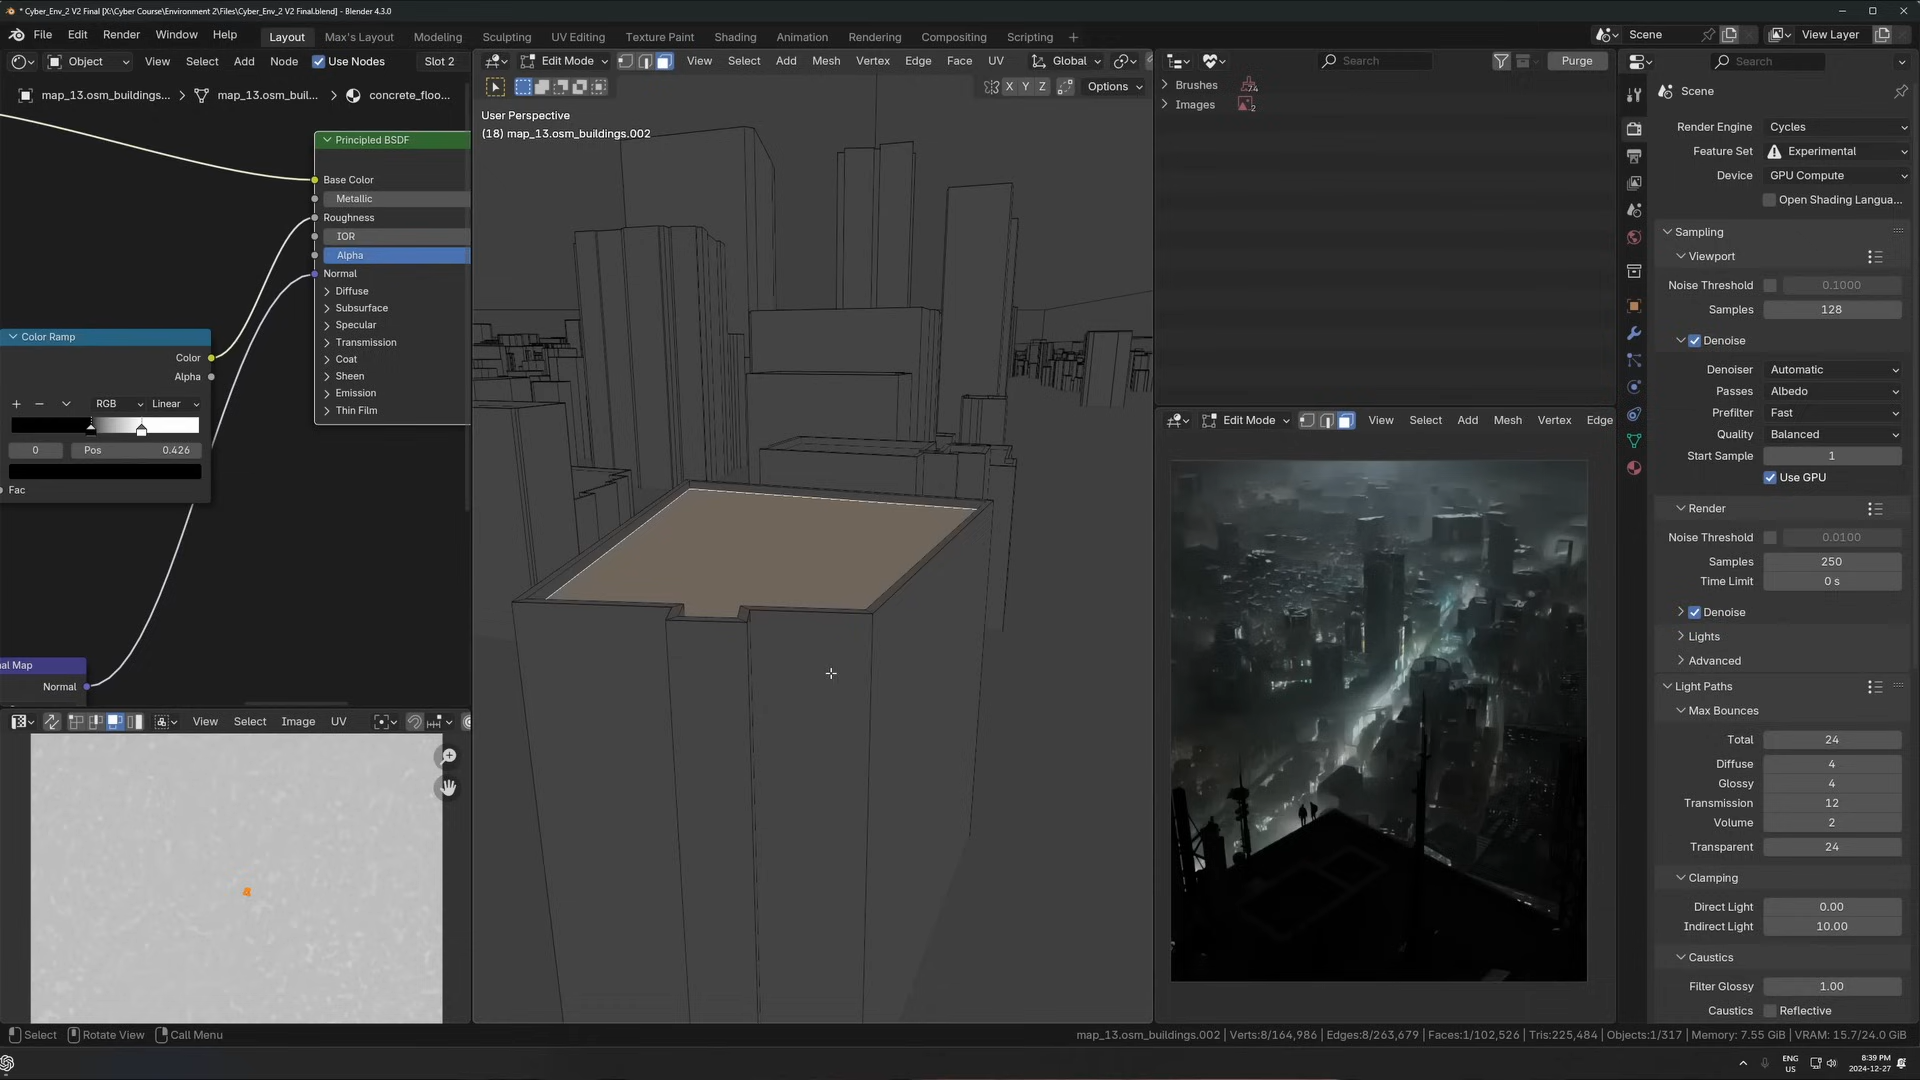 * Cyber_Env_2 V2 Final [X:\Cyber Course\Environment 2\Files\Cyber_Env_2 V2 Final.blend] - Blender 4.3.0
File Edit Render Window Help Layout Max's Layout Modeling Sculpting UV Editing Texture Paint Shading Animation Rendering Compositing Scripting + Scene View Layer
Object View Select Add Node Use Nodes Slot 2
map_13.osm_buildings... > map_13.osm_buil... > concrete_floo...
Principled BSDF
Base Color
Metallic
Roughness
IOR
Alpha
Normal
Diffuse
Subsurface
Specular
Transmission
Coat
Sheen
Emission
Thin Film
Color Ramp
Color
Alpha
RGB Linear
0 Pos 0.426
Fac
al Map
Normal
View Select Image UV
Edit Mode View Select Add Mesh Vertex Edge Face UV Global
X Y Z Options
User Perspective
(18) map_13.osm_buildings.002
Search Purge
Brushes 74
Images 2
Edit Mode View Select Add Mesh Vertex Edge
Search
Scene
Render Engine Cycles
Feature Set Experimental
Device GPU Compute
Open Shading Langua...
Sampling
Viewport
Noise Threshold 0.1000
Samples 128
Denoise
Denoiser Automatic
Passes Albedo
Prefilter Fast
Quality Balanced
Start Sample 1
Use GPU
Render
Noise Threshold 0.0100
Samples 250
Time Limit 0 s
Denoise
Lights
Advanced
Light Paths
Max Bounces
Total 24
Diffuse 4
Glossy 4
Transmission 12
Volume 2
Transparent 24
Clamping
Direct Light 0.00
Indirect Light 10.00
Caustics
Filter Glossy 1.00
Caustics Reflective
Select Rotate View Call Menu
map_13.osm_buildings.002 | Verts:8/164,986 | Edges:8/263,679 | Faces:1/102,526 | Tris:225,484 | Objects:1/317 | Memory: 7.55 GiB | VRAM: 15.7/24.0 GiB
ENG
US
8:39 PM
2024-12-27